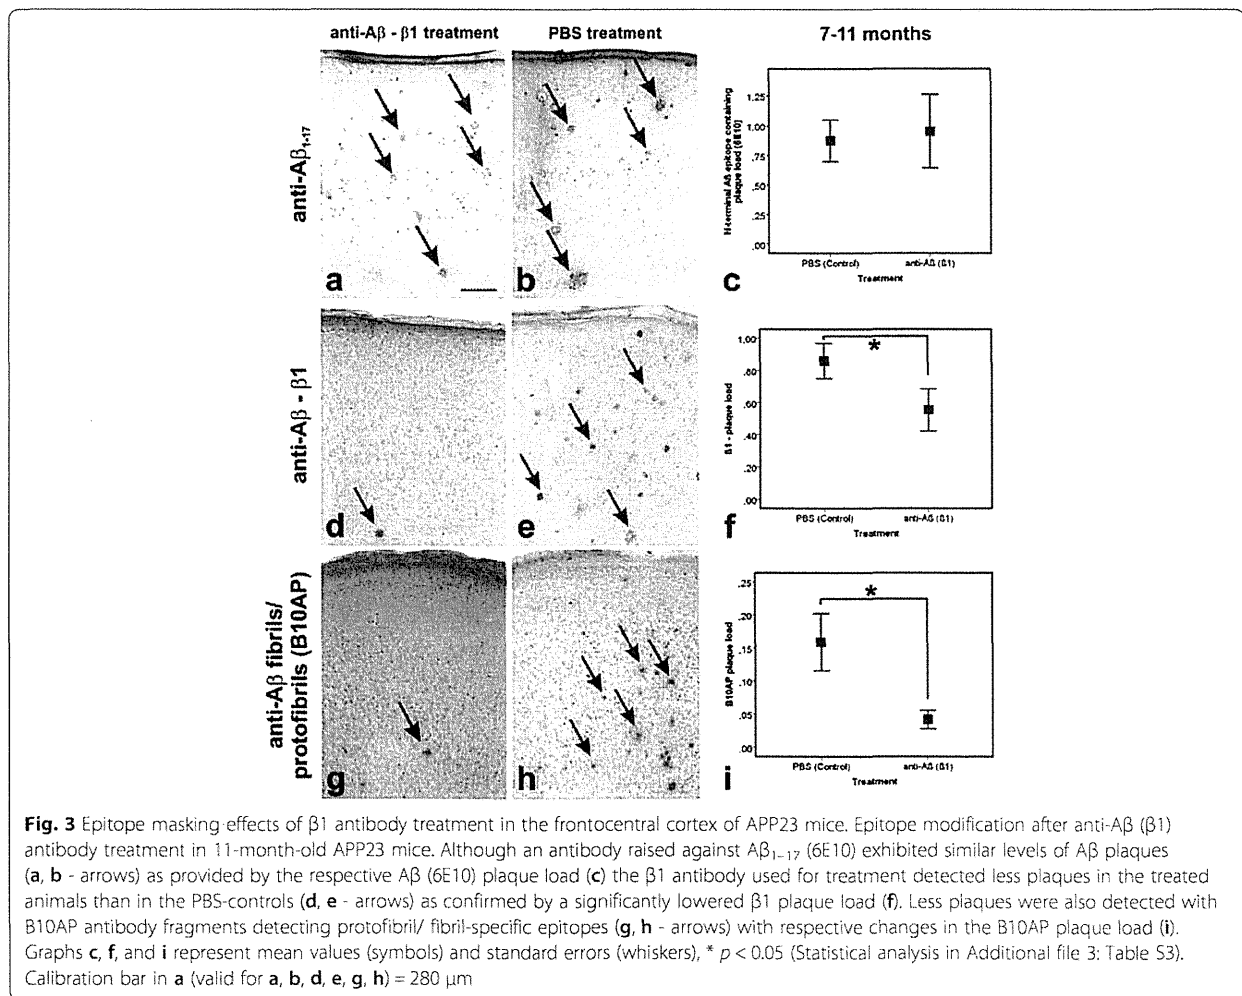 anti-Aβ - β1 treatment
PBS treatment
7-11 months
anti-Aβ1-17
a
b
N-terminal Aβ epitope containing
plaque load (6E10)
1.25
1.00
.75
.50
.25
.00
PBS (Control)
anti-Aβ (β1)
Treatment
c
anti-Aβ - β1
d
e
β1 - plaque load
1,00
*
,80
,60
,40
,20
,00
PBS (Control)
anti-Aβ (β1)
Treatment
f
anti-Aβ fibrils/
protofibrils (B10AP)
g
h
B10AP plaque load
,25
*
,20
,15
,10
,05
,00
PBS (Control)
anti-Aβ (β1)
Treatment
i
Fig. 3 Epitope masking effects of β1 antibody treatment in the frontocentral cortex of APP23 mice. Epitope modification after anti-Aβ (β1)
antibody treatment in 11-month-old APP23 mice. Although an antibody raised against Aβ1–17 (6E10) exhibited similar levels of Aβ plaques
(a, b - arrows) as provided by the respective Aβ (6E10) plaque load (c) the β1 antibody used for treatment detected less plaques in the treated
animals than in the PBS-controls (d, e - arrows) as confirmed by a significantly lowered β1 plaque load (f). Less plaques were also detected with
B10AP antibody fragments detecting protofibril/ fibril-specific epitopes (g, h - arrows) with respective changes in the B10AP plaque load (i).
Graphs c, f, and i represent mean values (symbols) and standard errors (whiskers), * p < 0.05 (Statistical analysis in Additional file 3: Table S3).
Calibration bar in a (valid for a, b, d, e, g, h) = 280 μm